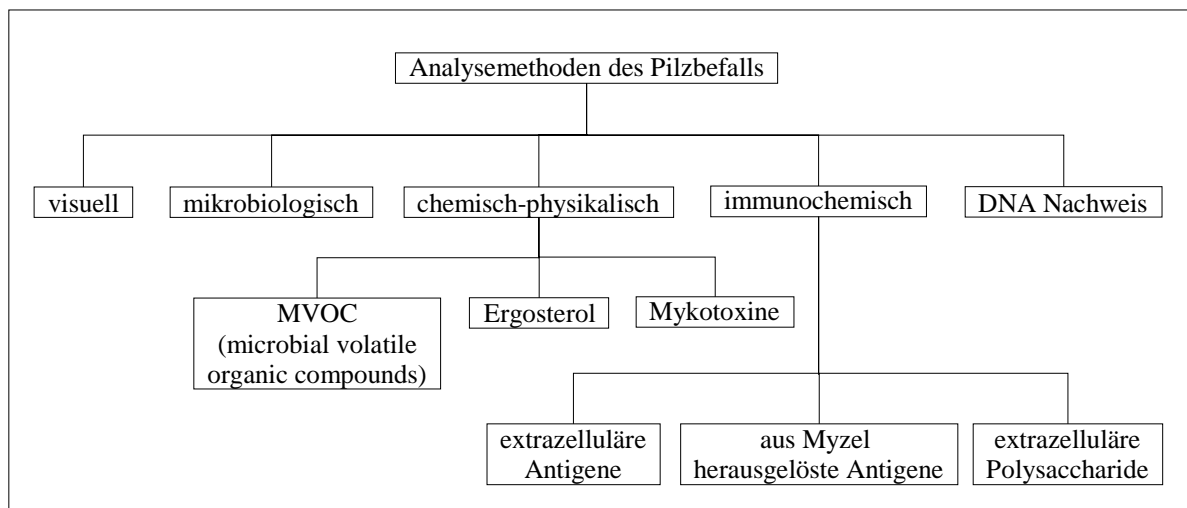 Analysemethoden des Pilzbefalls
visuell
mikrobiologisch
chemisch-physikalisch
immunochemisch
DNA Nachweis
MVOC
(microbial volatile
organic compounds)
Ergosterol
Mykotoxine
extrazelluläre
Antigene
aus Myzel
herausgelöste Antigene
extrazelluläre
Polysaccharide